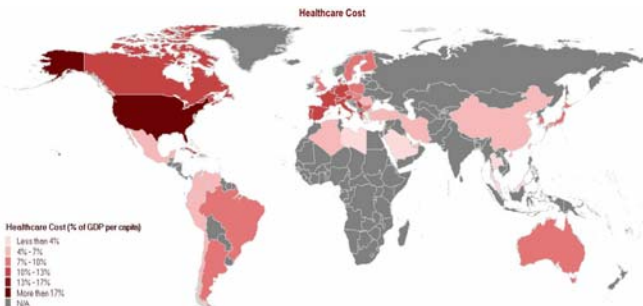 Healthcare Cost
Healthcare Cost (% of GDP per capita)
Less than 4%
4%-7%
7%-10%
10%-13%
13%-17%
More than 17%
N/A